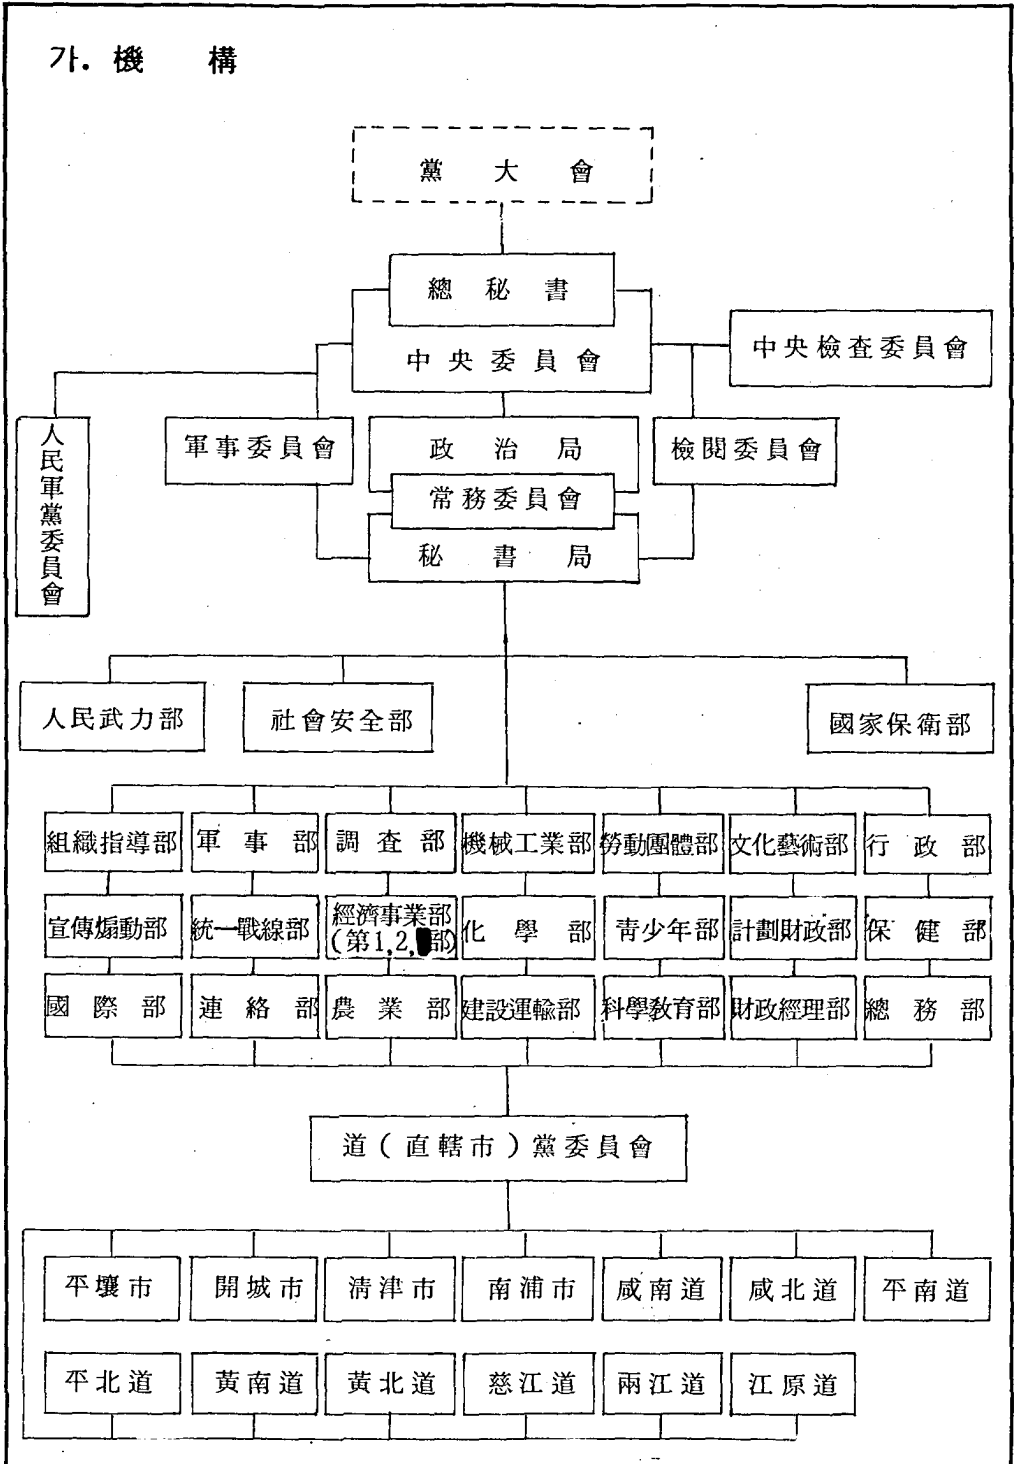 가. 機 構
黨 大 會
總 秘 書
中 央 委 員 會
中央檢査委員會
人民軍黨委員會
軍事委員會
政 治 局
檢閱委員會
常務委員會
秘 書 局
人民武力部
社會安全部
國家保衛部
組織指導部
軍 事 部
調 査 部
機械工業部
勞動團體部
文化藝術部
行 政 部
宣傳煽動部
統一戰線部
經濟事業部
(第1,2, 部)
化 學 部
靑少年部
計劃財政部
保 健 部
國 際 部
連 絡 部
農 業 部
建設運輸部
科學敎育部
財政經理部
總 務 部
道 ( 直轄市 ) 黨委員會
平壤市
開城市
淸津市
南浦市
咸南道
咸北道
平南道
平北道
黃南道
黃北道
慈江道
兩江道
江原道